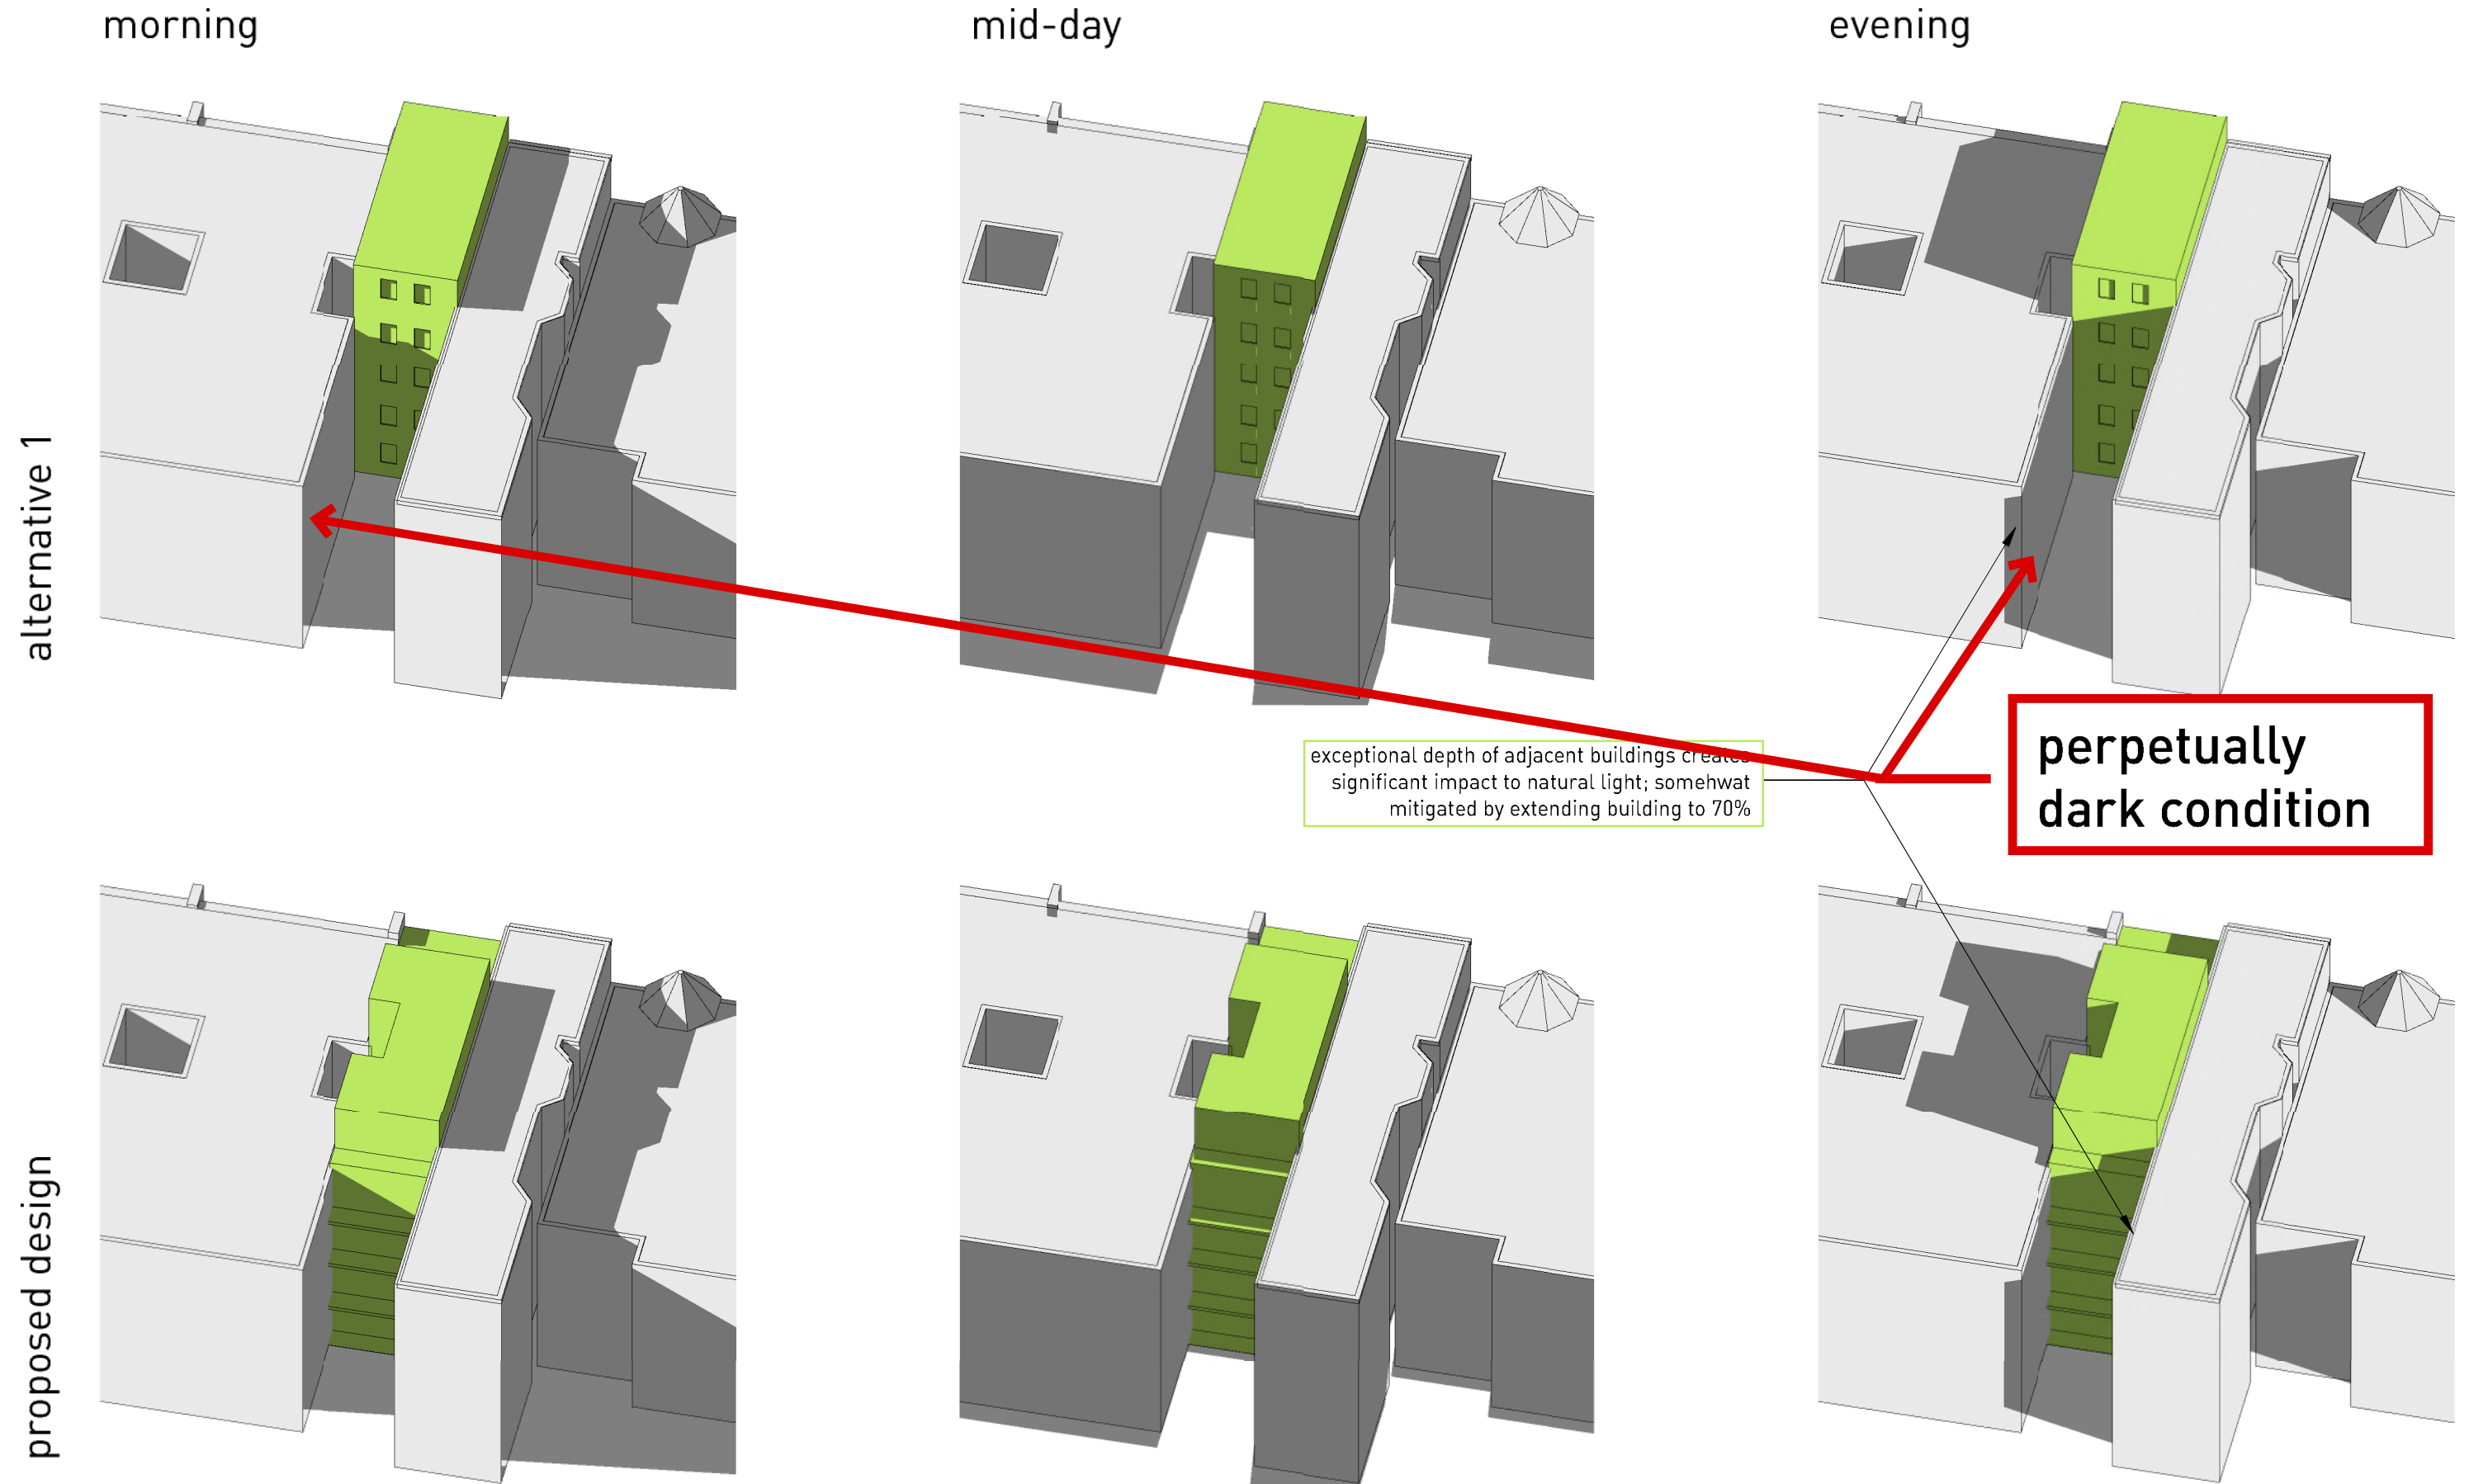 morning
mid-day
evening
alternative 1
exceptional depth of adjacent buildings creates
significant impact to natural light; somehwat
mitigated by extending building to 70%
perpetually
dark condition
proposed design